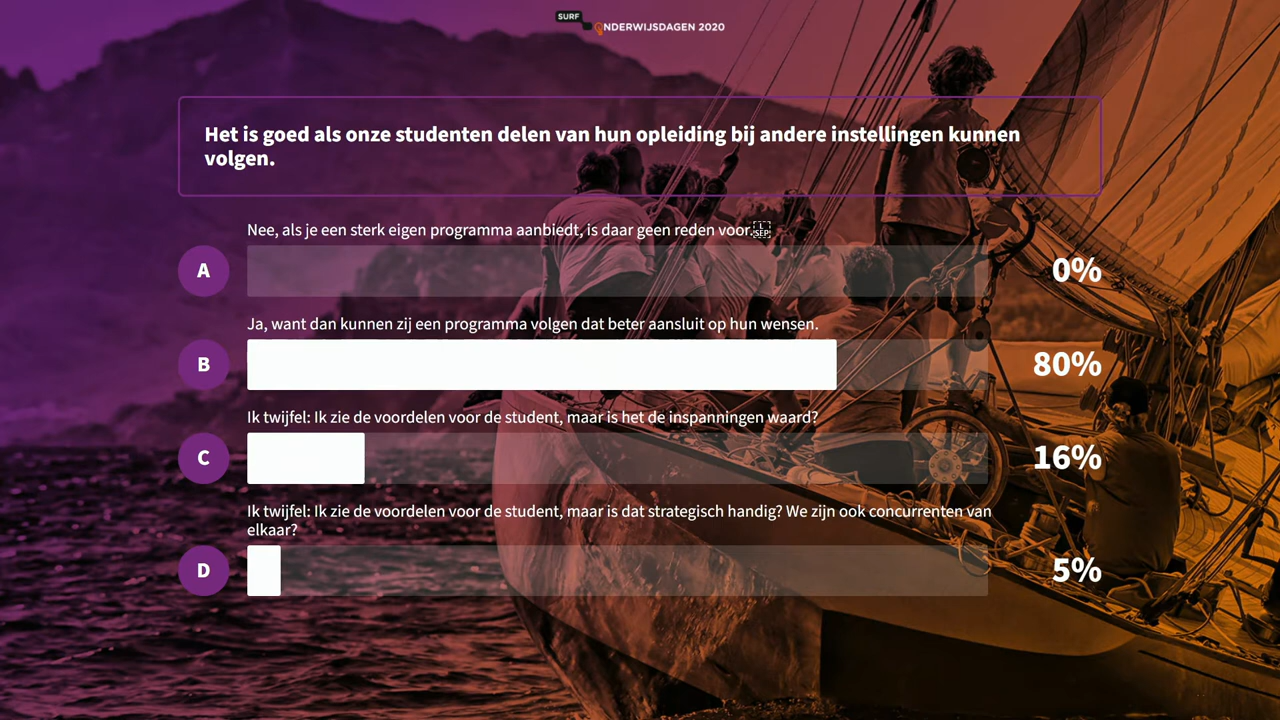 SURF
ONDERWIJSDAGEN 2020
Het is goed als onze studenten delen van hun opleiding bij andere instellingen kunnen
volgen.
Nee, als je een sterk eigen programma aanbiedt, is daar geen reden voor.
A
0%
Ja, want dan kunnen zij een programma volgen dat beter aansluit op hun wensen.
B
80%
Ik twijfel: Ik zie de voordelen voor de student, maar is het de inspanningen waard?
C
16%
Ik twijfel: Ik zie de voordelen voor de student, maar is dat strategisch handig? We zijn ook concurrenten van
elkaar?
D
5%